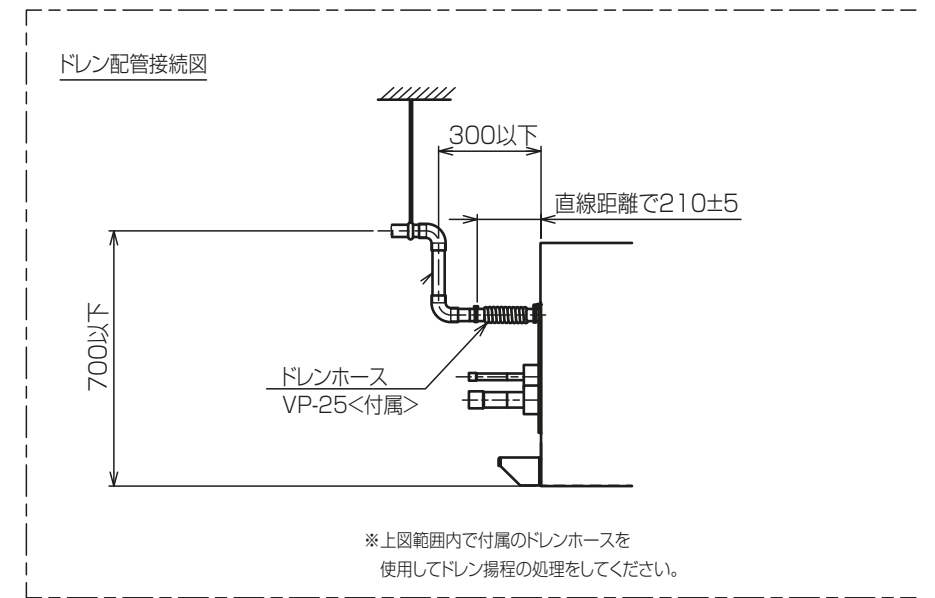 ドレン配管接続図
300以下
直線距離で210±5
700以下
ドレンホース
VP-25<付属>
※上図範囲内で付属のドレンホースを
使用してドレン揚程の処理をしてください。